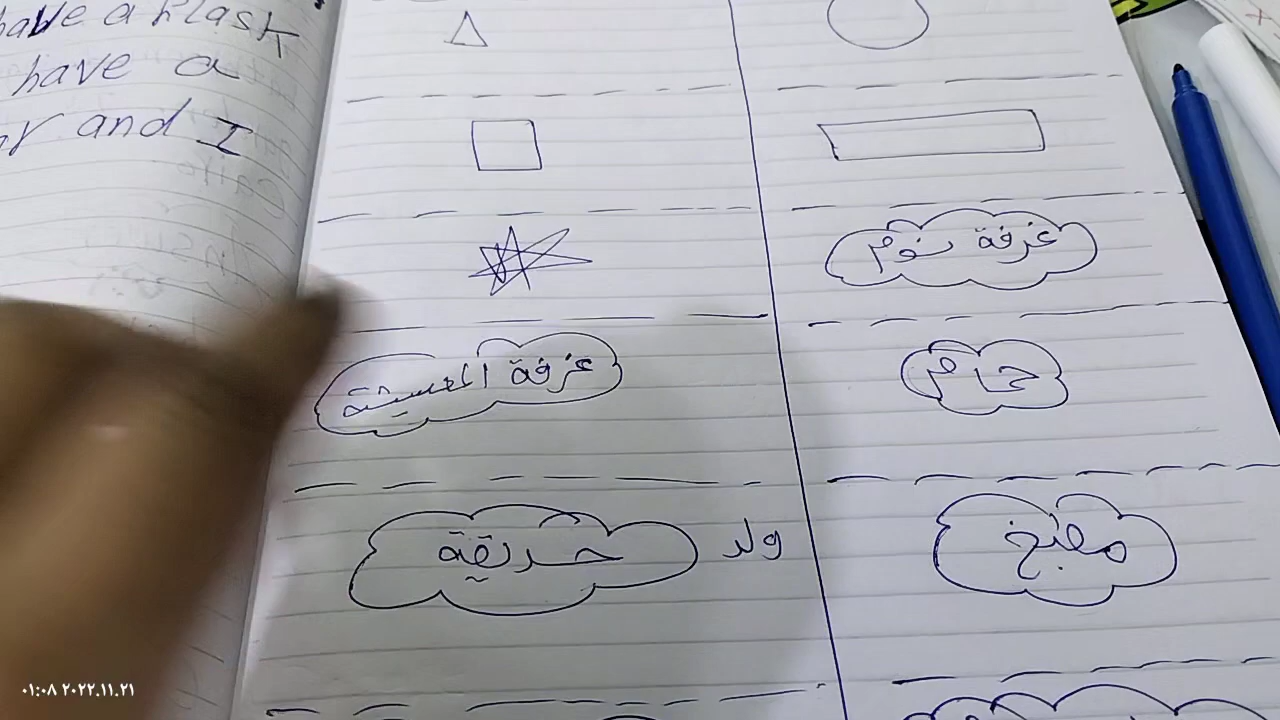 have a flask
have a
and I
غرفة نوم
غرفة المعيشة
حمام
حديقة
ولد
مطبخ
٠١:٠٨ ٢٠٢٢.١١.٢١